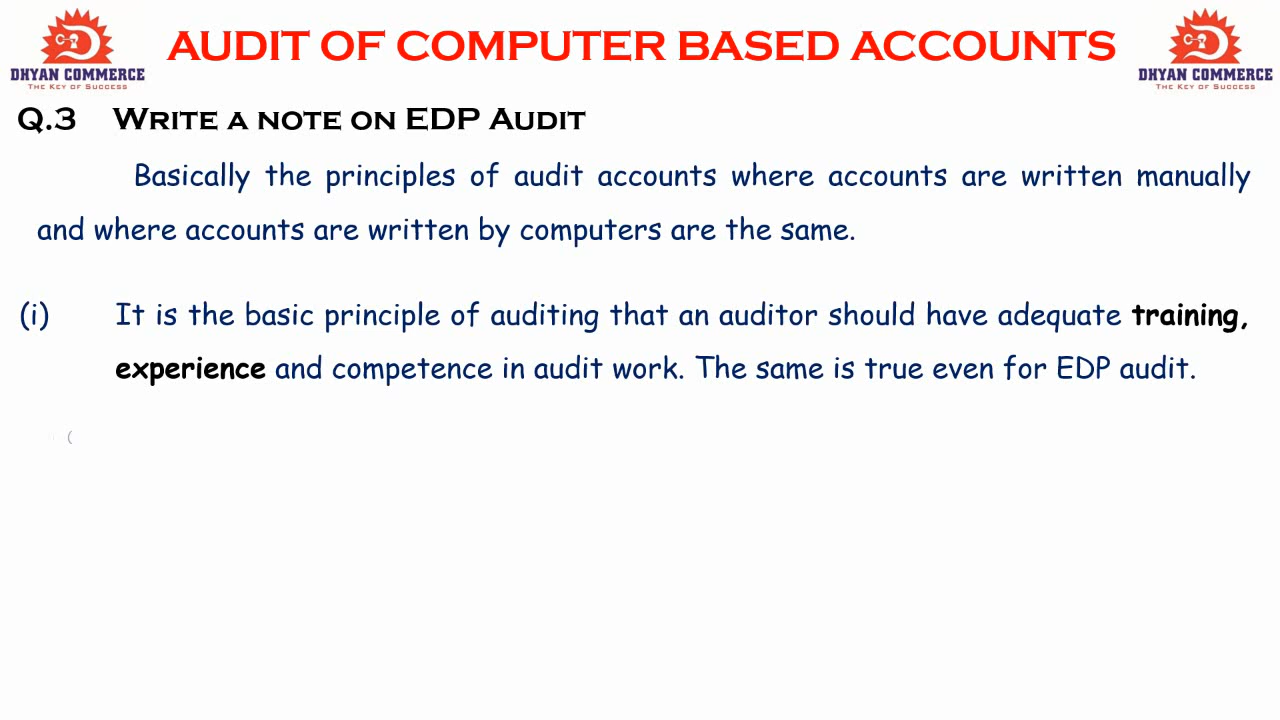 AUDIT OF COMPUTER BASED ACCOUNTS
DHYAN COMMERCE
THE KEY OF SUCCESS
DHYAN COMMERCE
THE KEY OF SUCCESS
Q.3 WRITE A NOTE ON EDP AUDIT
Basically the principles of audit accounts where accounts are written manually
and where accounts are written by computers are the same.
(i) It is the basic principle of auditing that an auditor should have adequate training,
experience and competence in audit work. The same is true even for EDP audit.
(